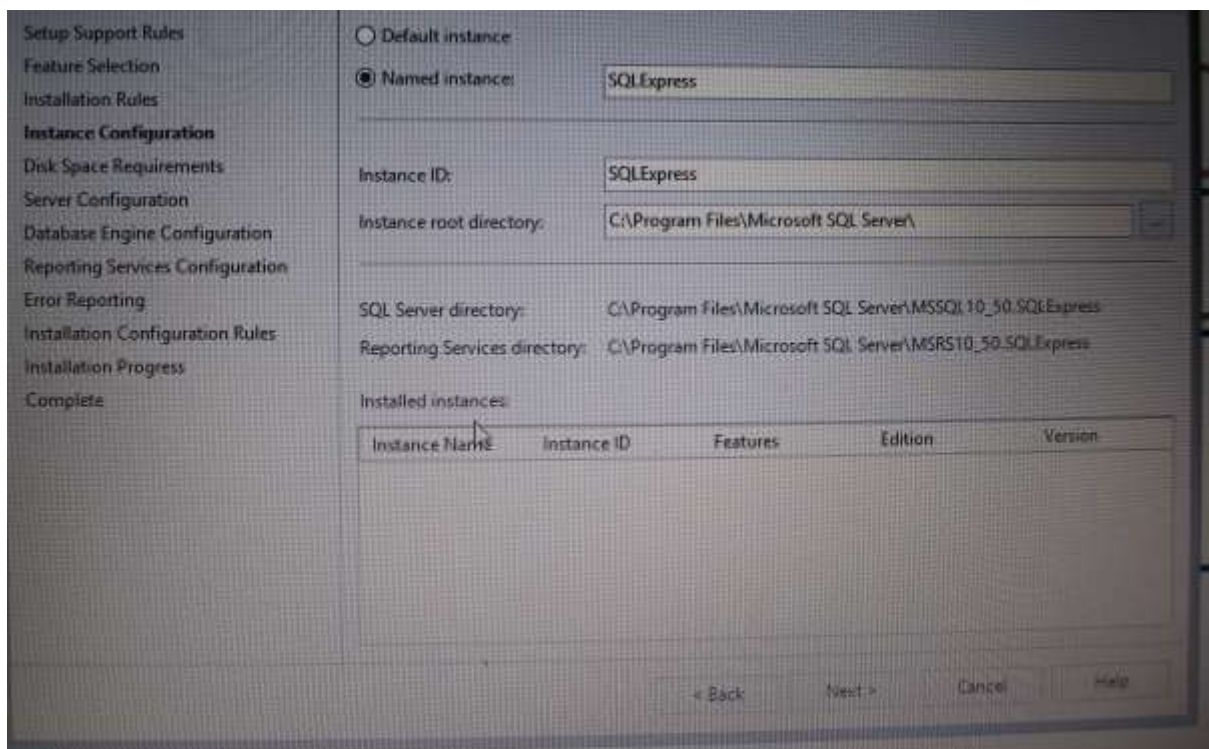 Setup Support Rules
Feature Selection
Installation Rules
Instance Configuration
Disk Space Requirements
Server Configuration
Database Engine Configuration
Reporting Services Configuration
Error Reporting
Installation Configuration Rules
Installation Progress
Complete
Default instance
Named instance: SQLExpress
Instance ID: SQLExpress
Instance root directory: C:\Program Files\Microsoft SQL Server\ ...
SQL Server directory: C:\Program Files\Microsoft SQL Server\MSSQL10_50.SQLExpress
Reporting Services directory: C:\Program Files\Microsoft SQL Server\MSRS10_50.SQLExpress
Installed instances:
Instance Name Instance ID Features Edition Version
< Back Next > Cancel Help